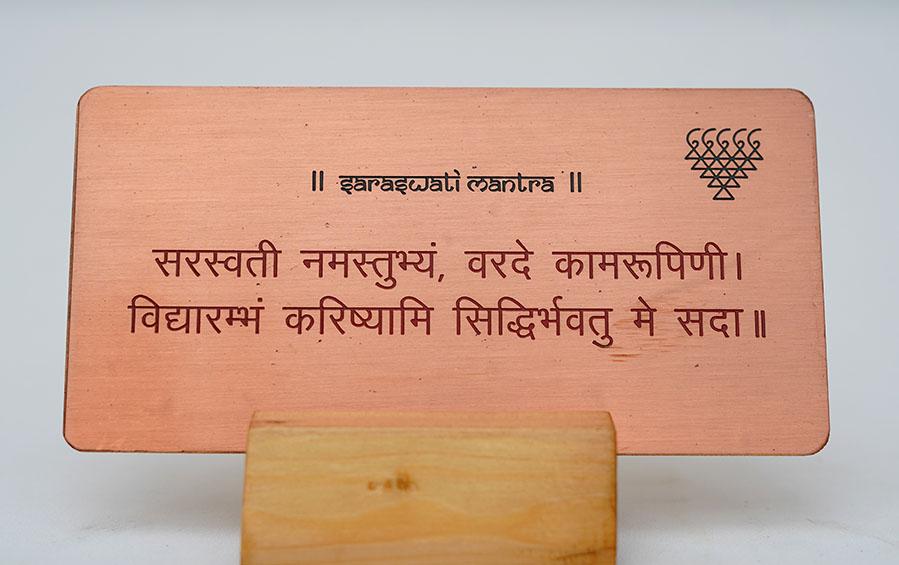 ॥ saraswati mantra ॥
सरस्वती नमस्तुभ्यं, वरदे कामरूपिणी।
विद्यारम्भं करिष्यामि सिद्धिर्भवतु मे सदा॥